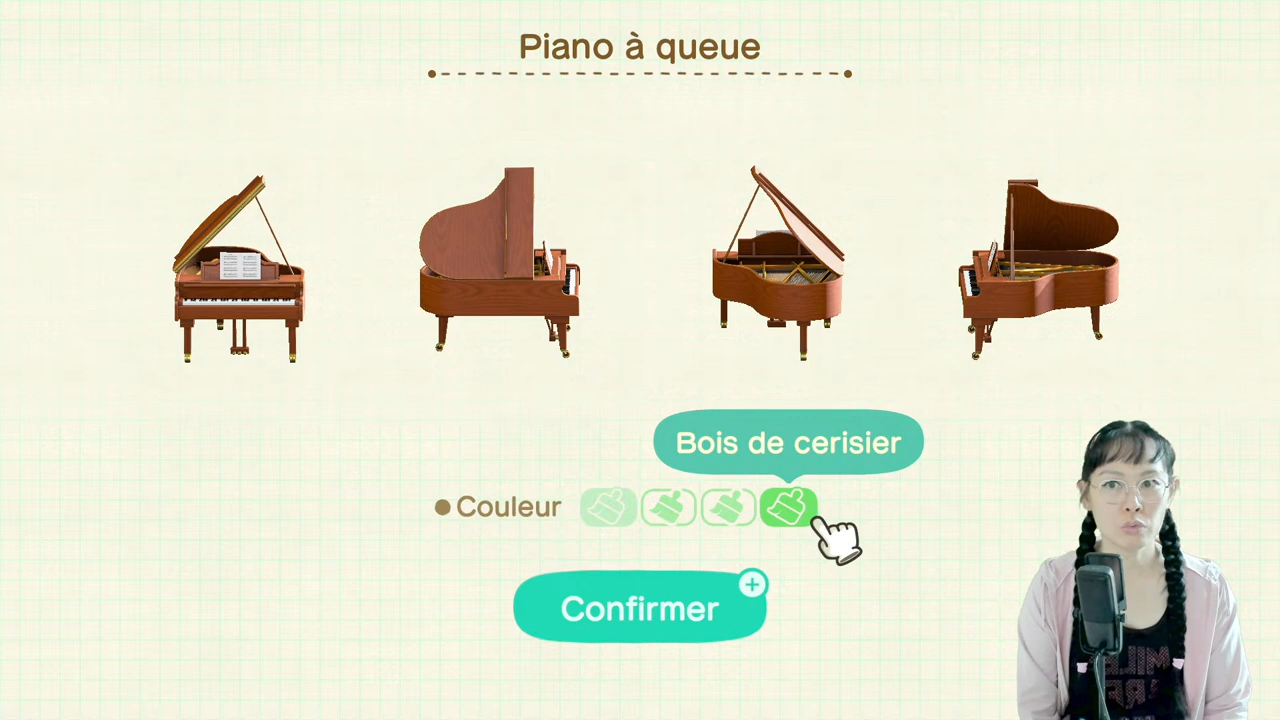 Piano à queue
Bois de cerisier
Couleur
Confirmer